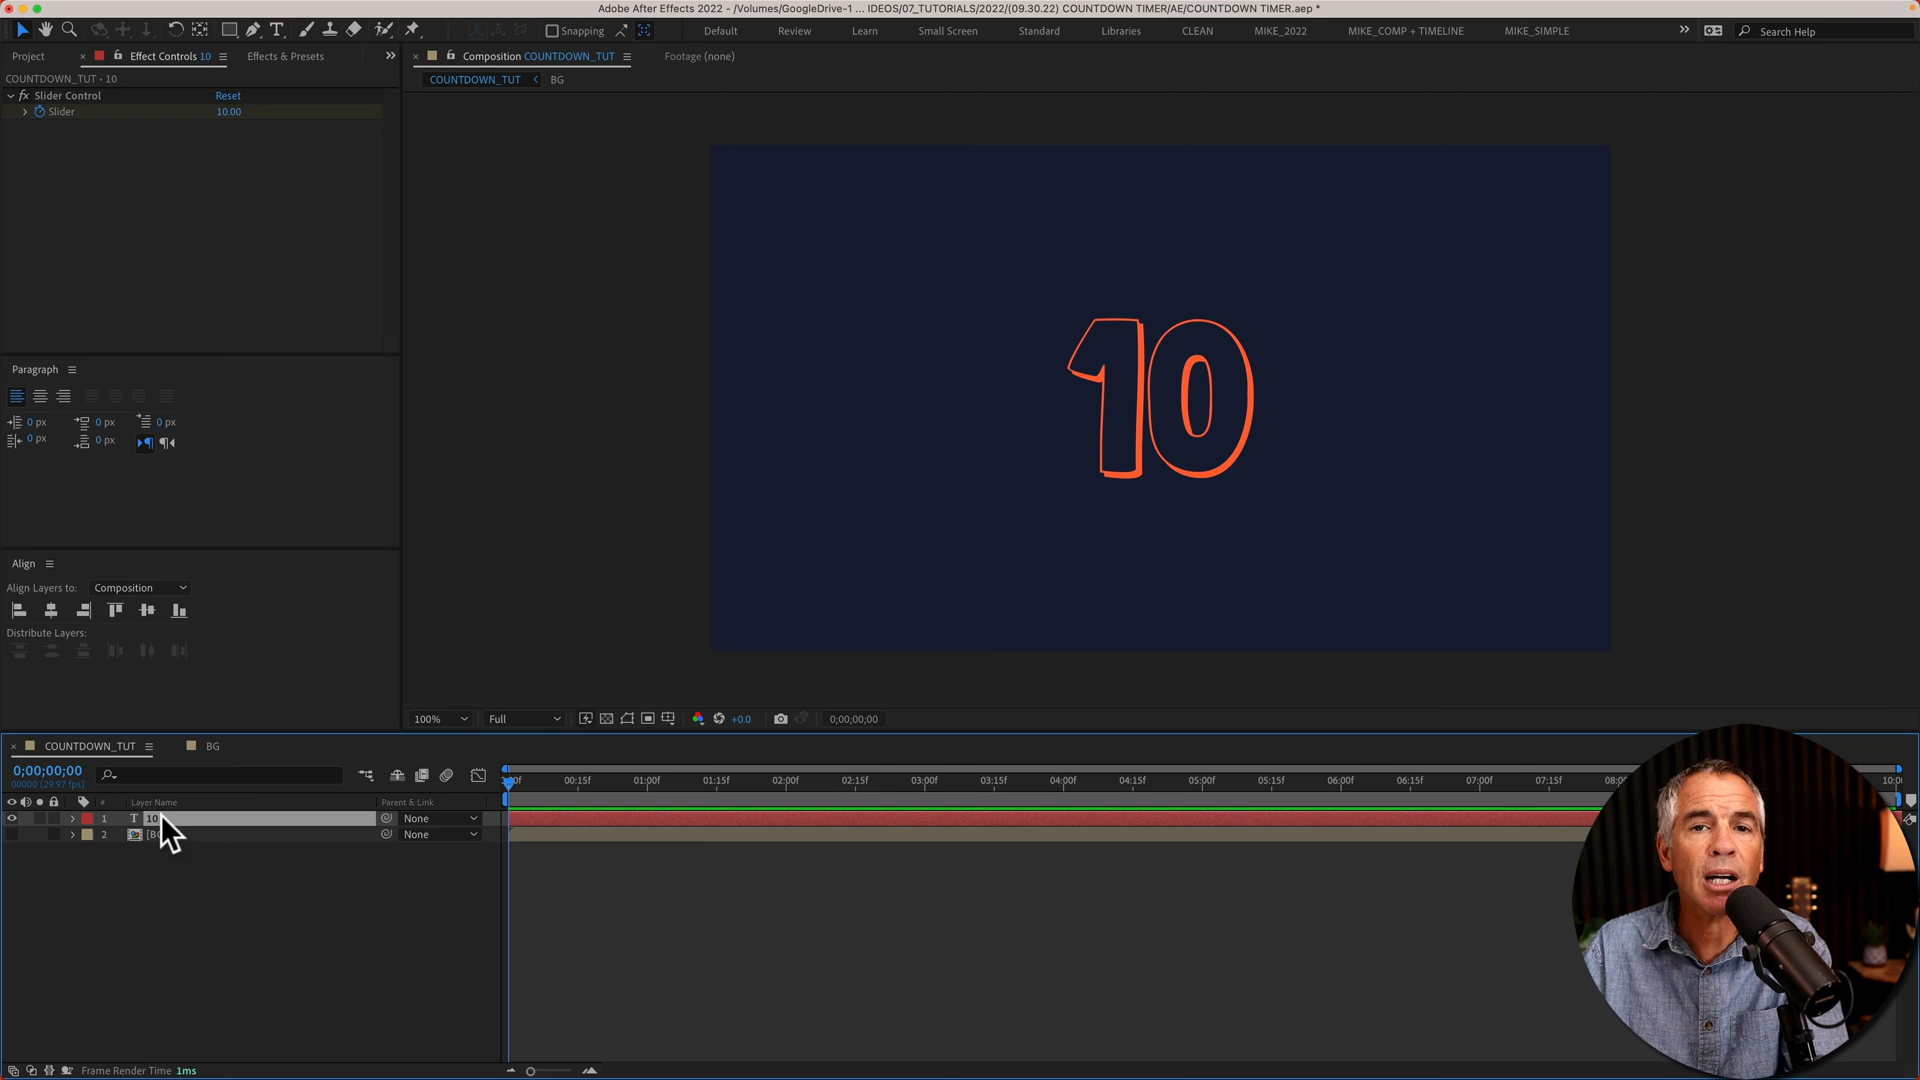 Adobe After Effects 2022 - /Volumes/GoogleDrive-1 ... IDEOS/07_TUTORIALS/2022/(09.30.22) COUNTDOWN TIMER/AE/COUNTDOWN TIMER.aep *
Snapping
Default
Review
Learn
Small Screen
Standard
Libraries
CLEAN
MIKE_2022
MIKE_COMP + TIMELINE
MIKE_SIMPLE
Search Help
Project
Effect Controls 10
Effects & Presets
Composition COUNTDOWN_TUT
Footage (none)
COUNTDOWN_TUT • 10
COUNTDOWN_TUT
BG
fx Slider Control
Reset
Slider
10.00
10
Paragraph
0 px
0 px
0 px
0 px
0 px
Align
Align Layers to:
Composition
Distribute Layers:
100%
Full
+0.0
0;00;00;00
COUNTDOWN_TUT
BG
0;00;00;00
00000 (29.97 fps)
00:15f
01:00f
01:15f
02:00f
02:15f
03:00f
03:15f
04:00f
04:15f
05:00f
05:15f
06:00f
06:15f
07:00f
07:15f
#
Layer Name
Parent & Link
1
T
10
None
2
None
Frame Render Time 1ms